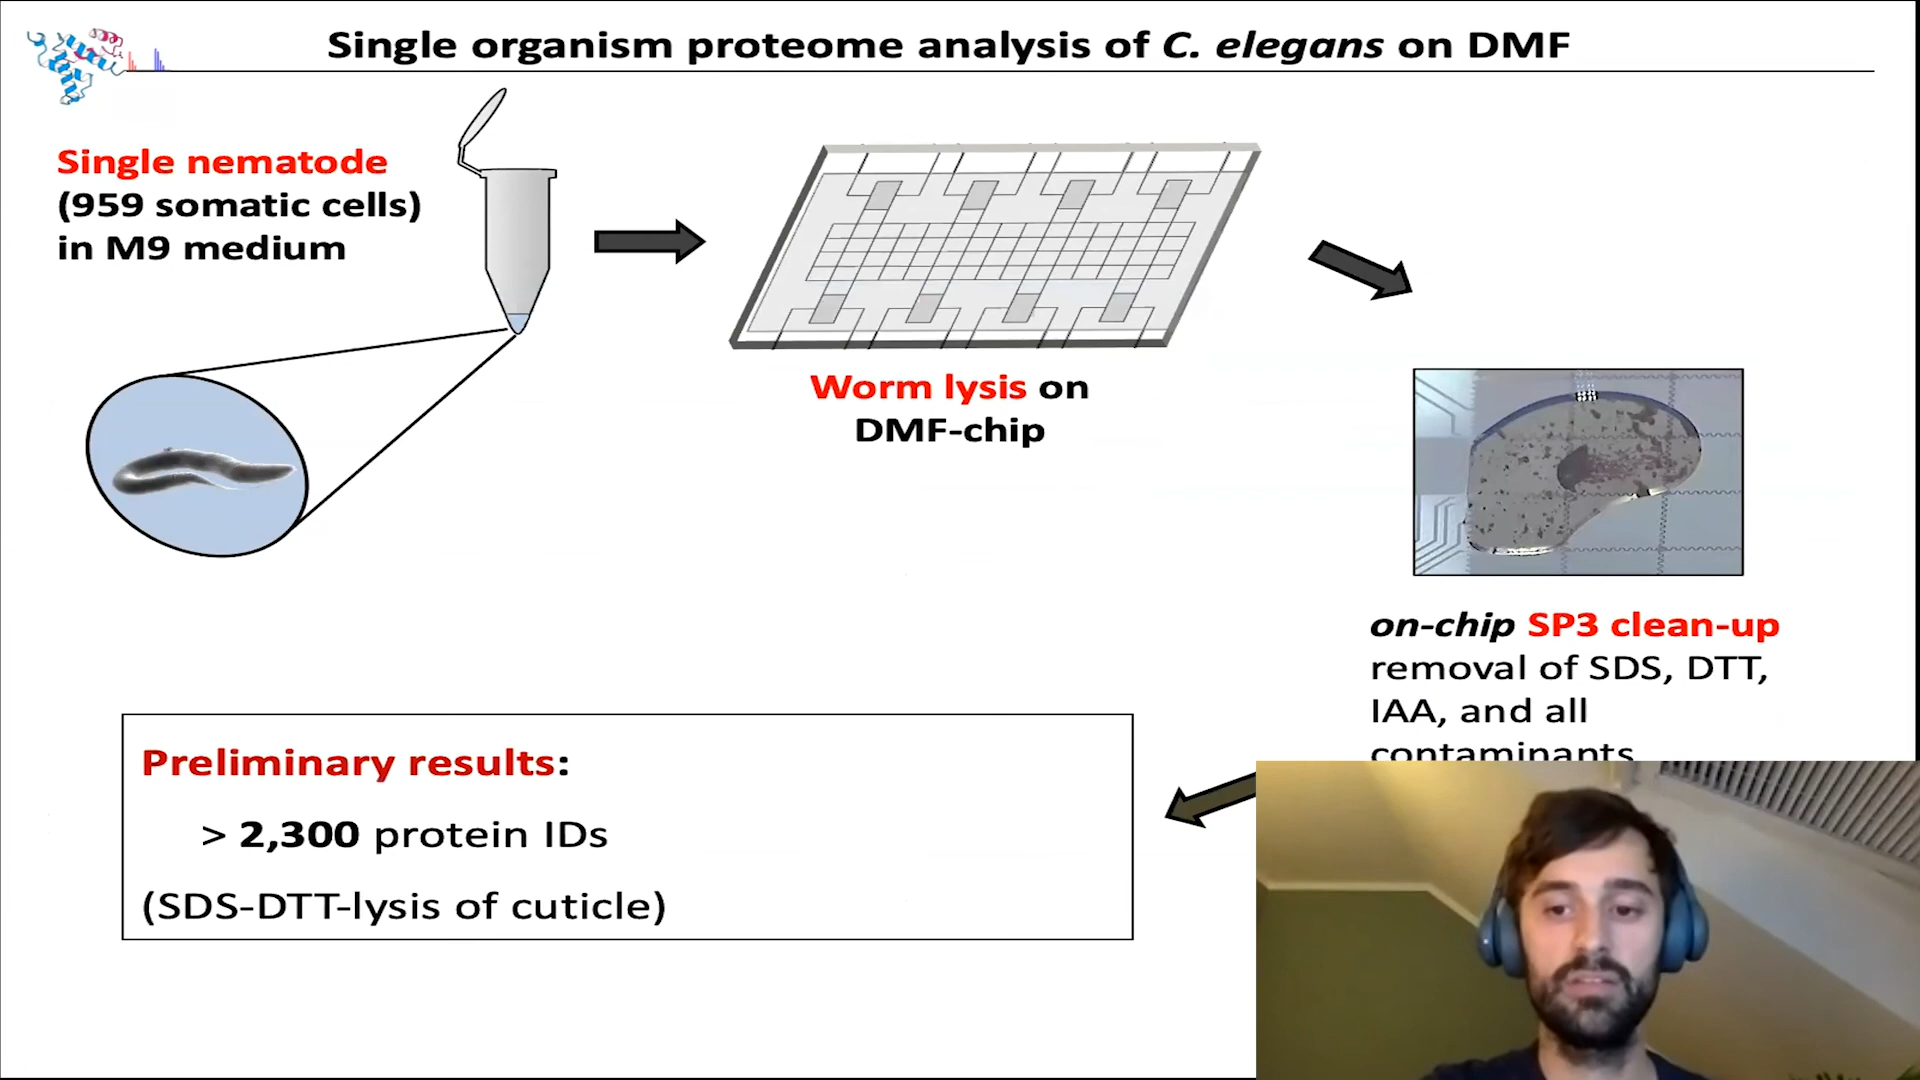 Single organism proteome analysis of C. elegans on DMF
Single nematode
(959 somatic cells)
in M9 medium
Worm lysis on
DMF-chip
on-chip SP3 clean-up
removal of SDS, DTT,
IAA, and all
contaminants
Preliminary results:
> 2,300 protein IDs
(SDS-DTT-lysis of cuticle)